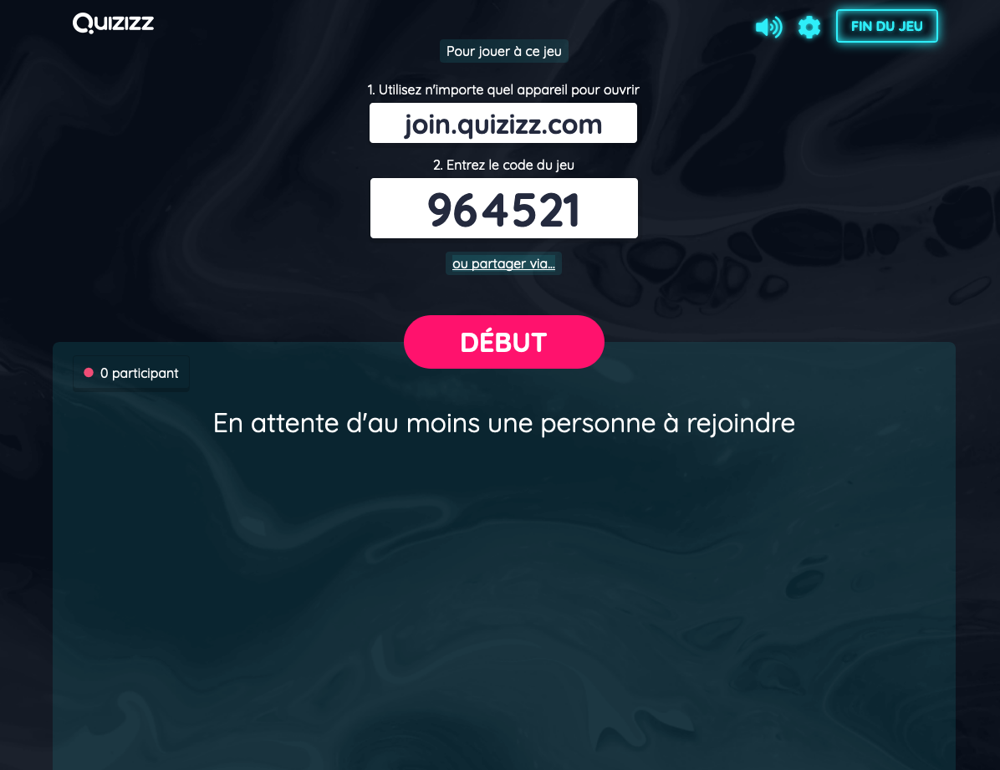 Quizizz
FIN DU JEU
Pour jouer à ce jeu
1. Utilisez n'importe quel appareil pour ouvrir
join.quizizz.com
2. Entrez le code du jeu
964521
ou partager via...
DÉBUT
0 participant
En attente d'au moins une personne à rejoindre